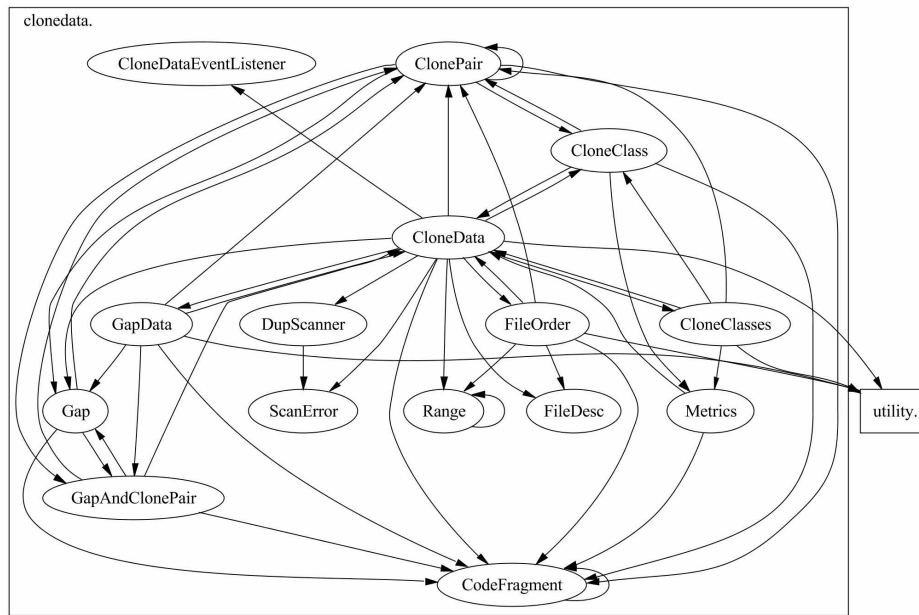 clonedata.
CloneDataEventListener
ClonePair
CloneClass
CloneData
GapData
DupScanner
FileOrder
CloneClasses
Gap
ScanError
Range
FileDesc
Metrics
utility.
GapAndClonePair
CodeFragment